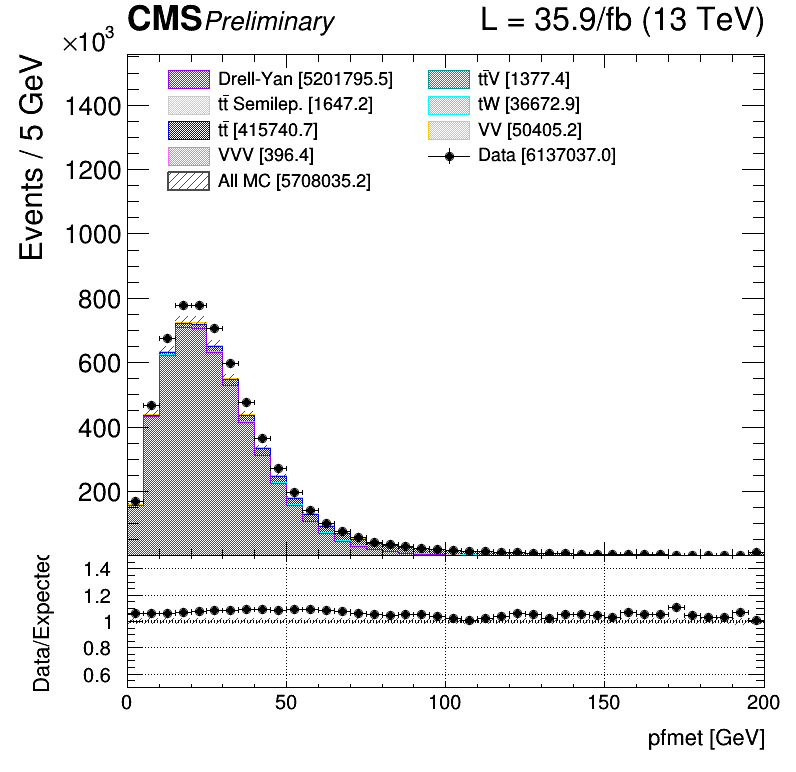 CMS Preliminary L = 35.9/fb (13 TeV)
×10³
Events / 5 GeV
1400
1200
1000
800
600
400
200
Drell-Yan [5201795.5]
tt̄ Semilep. [1647.2]
tt̄ [415740.7]
VVV [396.4]
All MC [5708035.2]
tt̄V [1377.4]
tW [36672.9]
VV [50405.2]
Data [6137037.0]
Data/Expected
1.4
1.2
1
0.8
0.6
0 50 100 150 200
pfmet [GeV]